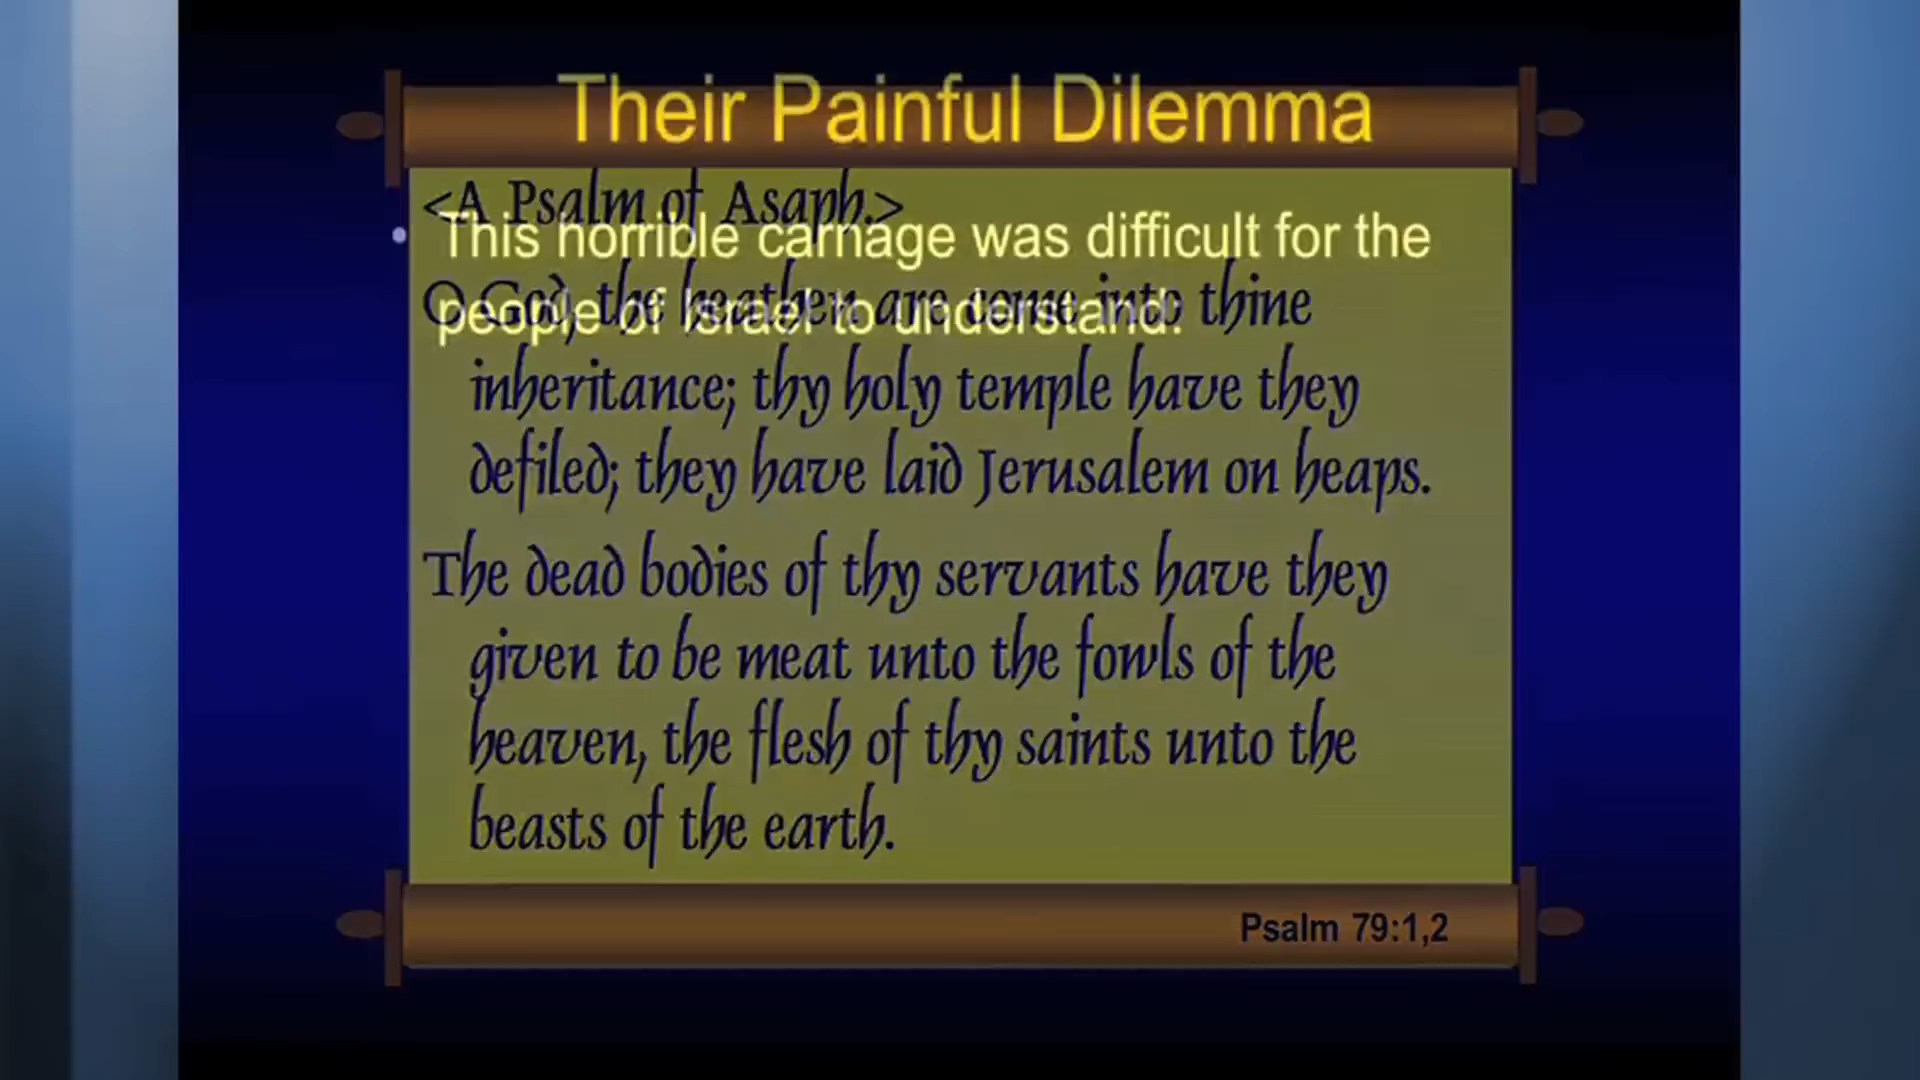 Their Painful Dilemma
<A Psalm of Asaph.>
• This horrible carnage was difficult for the
people of Israel to understand:
O God, the heathen are come into thine
inheritance; thy holy temple have they
defiled; they have laid Jerusalem on heaps.
The dead bodies of thy servants have they
given to be meat unto the fowls of the
heaven, the flesh of thy saints unto the
beasts of the earth.
Psalm 79:1,2